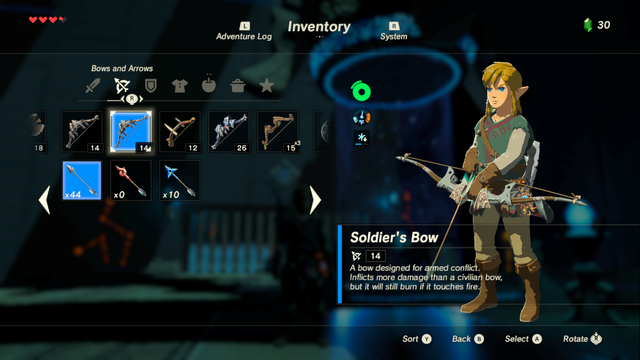 L
Inventory
R
30
Adventure Log
System
Bows and Arrows
R
18
14
14
12
26
15
x3
x44
x0
x10
Soldier's Bow
14
A bow designed for armed conflict.
Inflicts more damage than a civilian bow,
but it will still burn if it touches fire.
Sort Y Back B Select A Rotate R